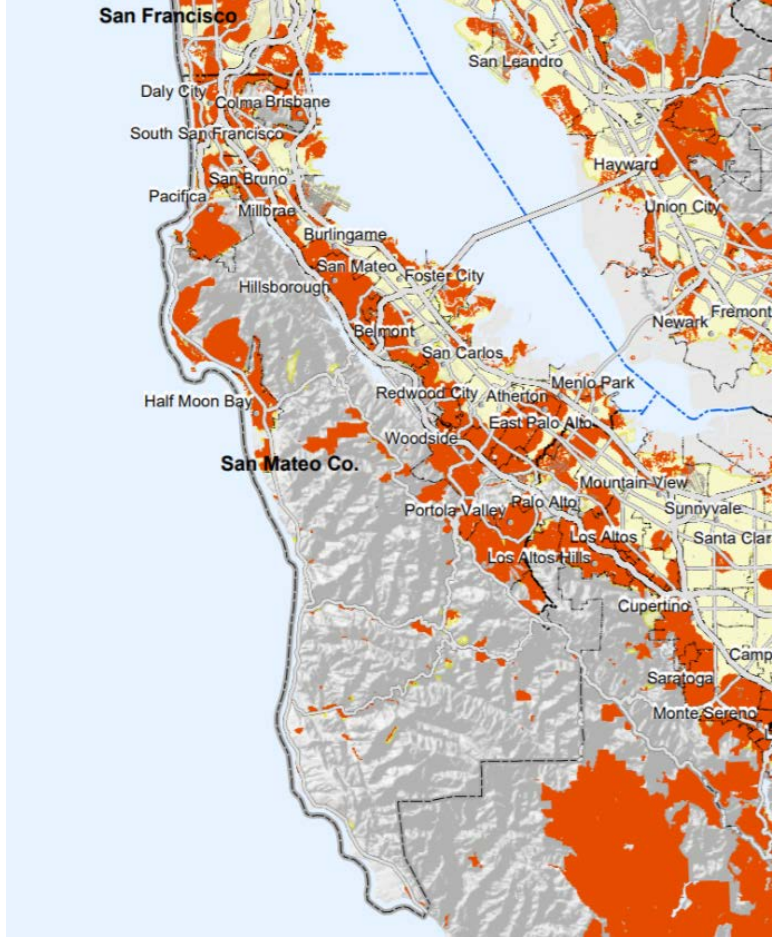 San Francisco
San Leandro
Daly City
Colma
Brisbane
South San Francisco
Hayward
San Bruno
Pacifica
Millbrae
Union City
Burlingame
San Mateo
Foster City
Hillsborough
Fremont
Newark
Belmont
San Carlos
Menlo Park
Redwood City
Atherton
Half Moon Bay
East Palo Alto
Woodside
San Mateo Co.
Mountain View
Portola Valley
Palo Alto
Sunnyvale
Los Altos
Santa Clar
Los Altos Hills
Cupertino
Camp
Saratoga
Monte Sereno